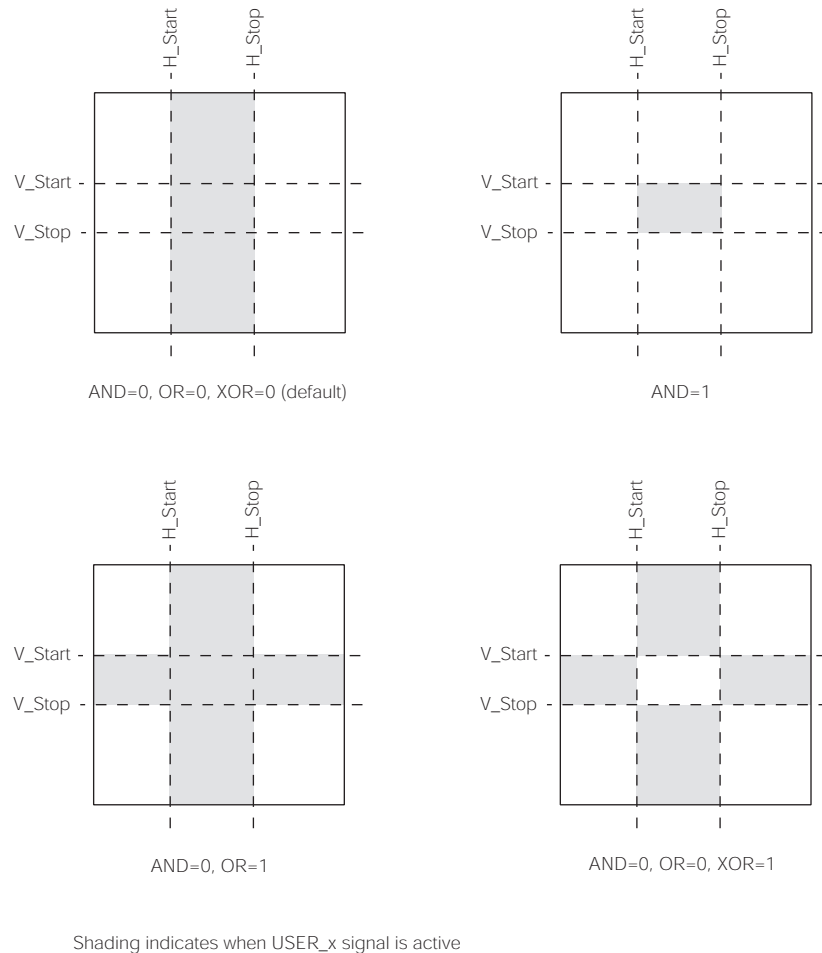 H_Start
H_Stop
V_Start
V_Stop
AND=0, OR=0, XOR=0 (default)
H_Start
H_Stop
V_Start
V_Stop
AND=1
H_Start
H_Stop
V_Start
V_Stop
AND=0, OR=1
H_Start
H_Stop
V_Start
V_Stop
AND=0, OR=0, XOR=1
Shading indicates when USER_x signal is active